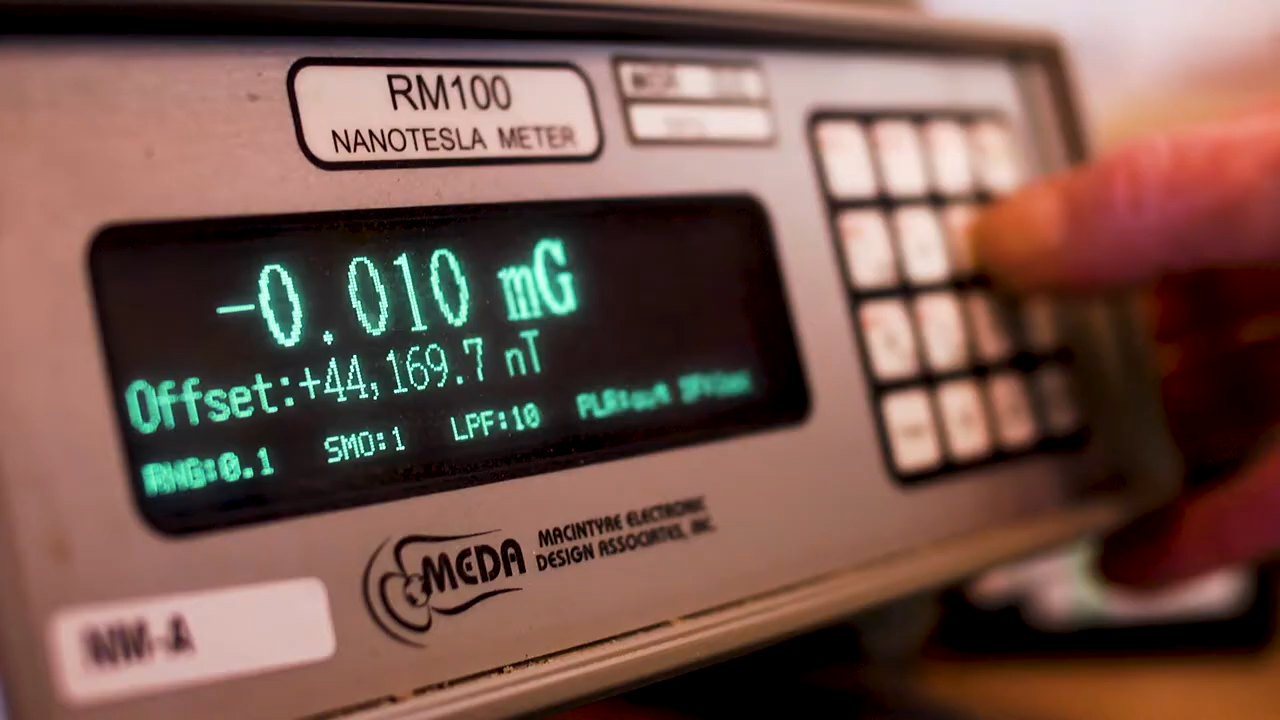 RM100
NANOTESLA METER
-0.010 mG
Offset:+44,169.7 nT
RNG:0.1 SMO:1 LPF:10
MEDA
MACINTYRE ELECTRONIC
DESIGN ASSOCIATES, INC.
NM-A